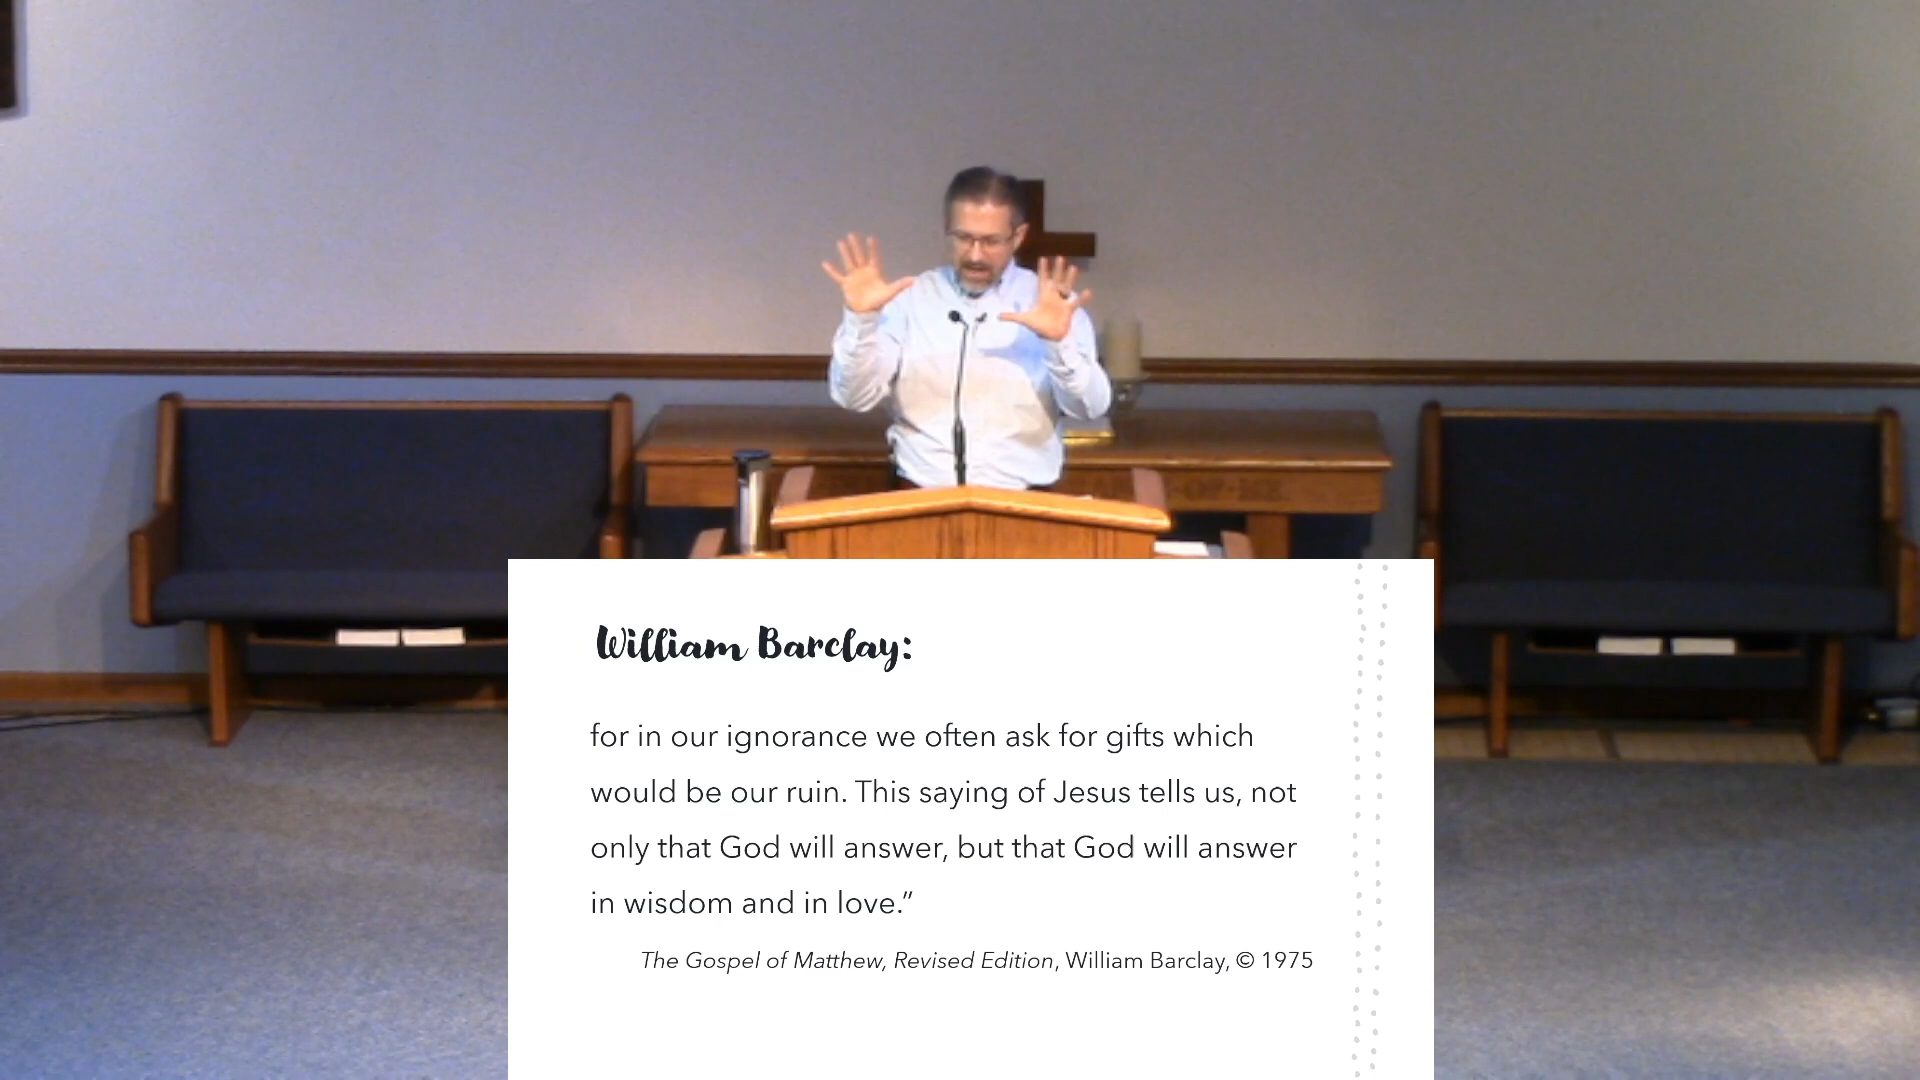 OF ME
William Barclay:
for in our ignorance we often ask for gifts which
would be our ruin. This saying of Jesus tells us, not
only that God will answer, but that God will answer
in wisdom and in love.”
The Gospel of Matthew, Revised Edition, William Barclay, © 1975